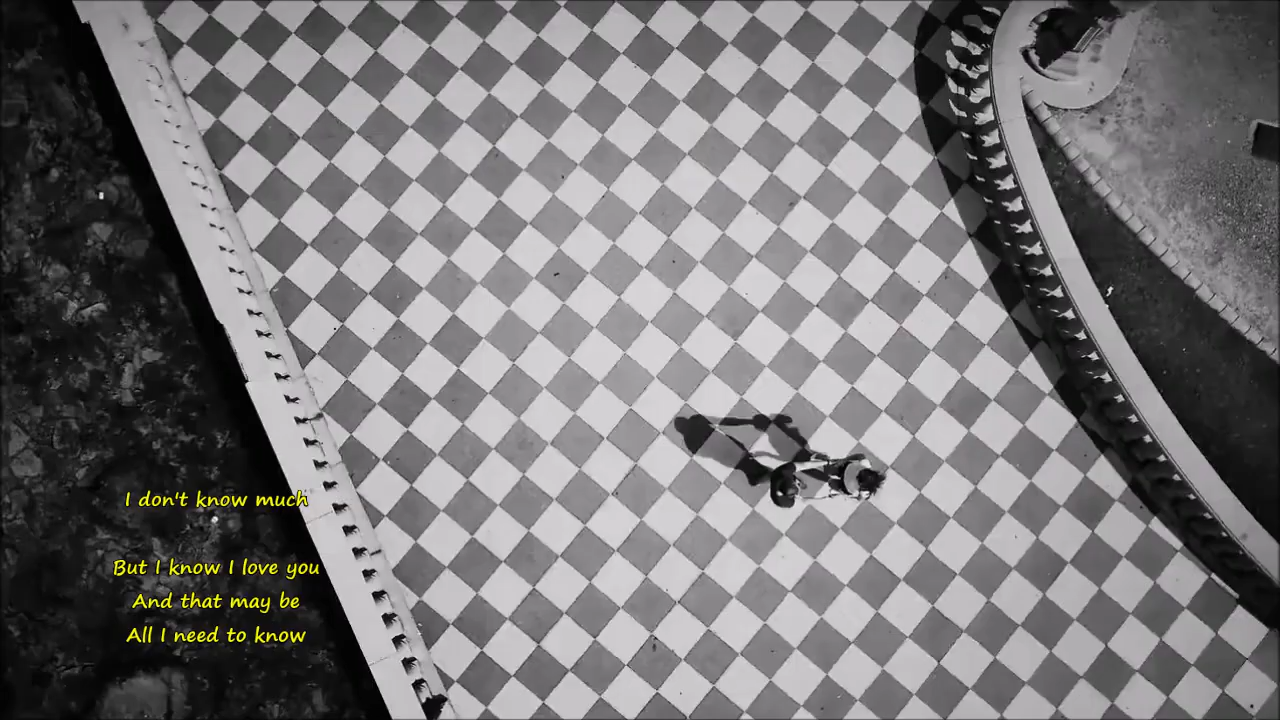 I don't know much
But I know I love you
And that may be
All I need to know